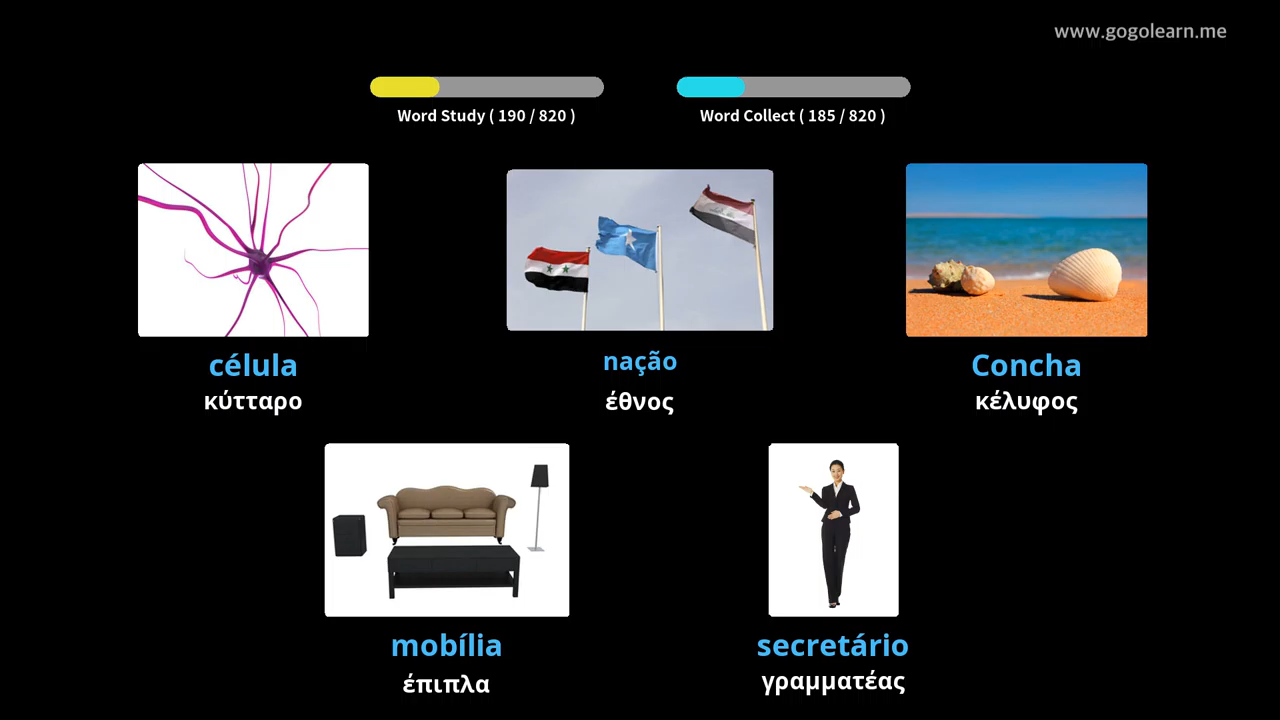 www.gogolearn.me
Word Study ( 190 / 820 )
Word Collect ( 185 / 820 )
célula
κύτταρο
nação
έθνος
Concha
κέλυφος
mobília
έπιπλα
secretário
γραμματέας